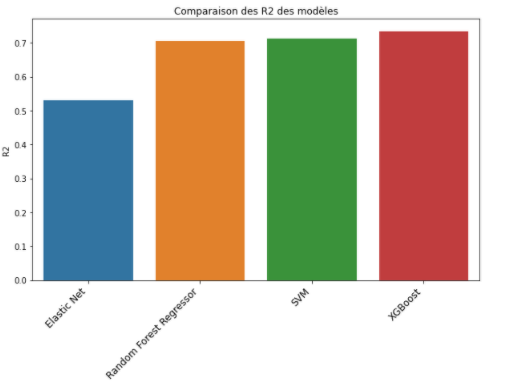 Comparaison des R2 des modèles
R2
0.7
0.6
0.5
0.4
0.3
0.2
0.1
0.0
Elastic Net
Random Forest Regressor
SVM
XGBoost